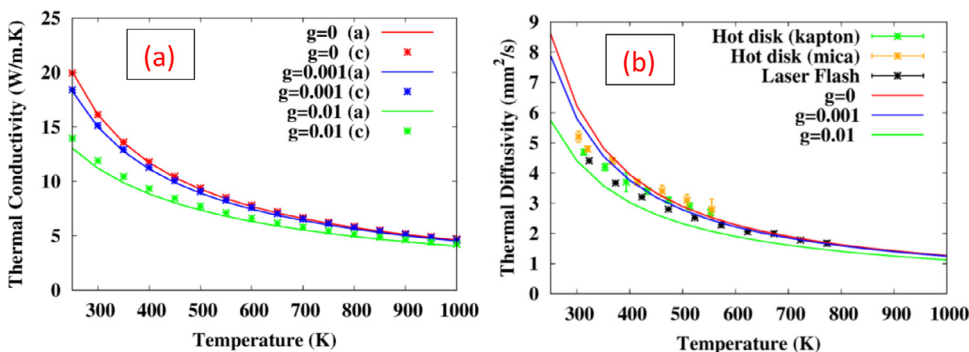 (a)
g=0 (a)
g=0 (c)
g=0.001(a)
g=0.001 (c)
g=0.01 (a)
g=0.01 (c)
Thermal Conductivity (W/m.K)
25
20
15
10
5
0
300 400 500 600 700 800 900 1000
Temperature (K)
(b)
Hot disk (kapton)
Hot disk (mica)
Laser Flash
g=0
g=0.001
g=0.01
Thermal Diffusivity (mm²/s)
9
8
7
6
5
4
3
2
1
0
300 400 500 600 700 800 900 1000
Temperature (K)